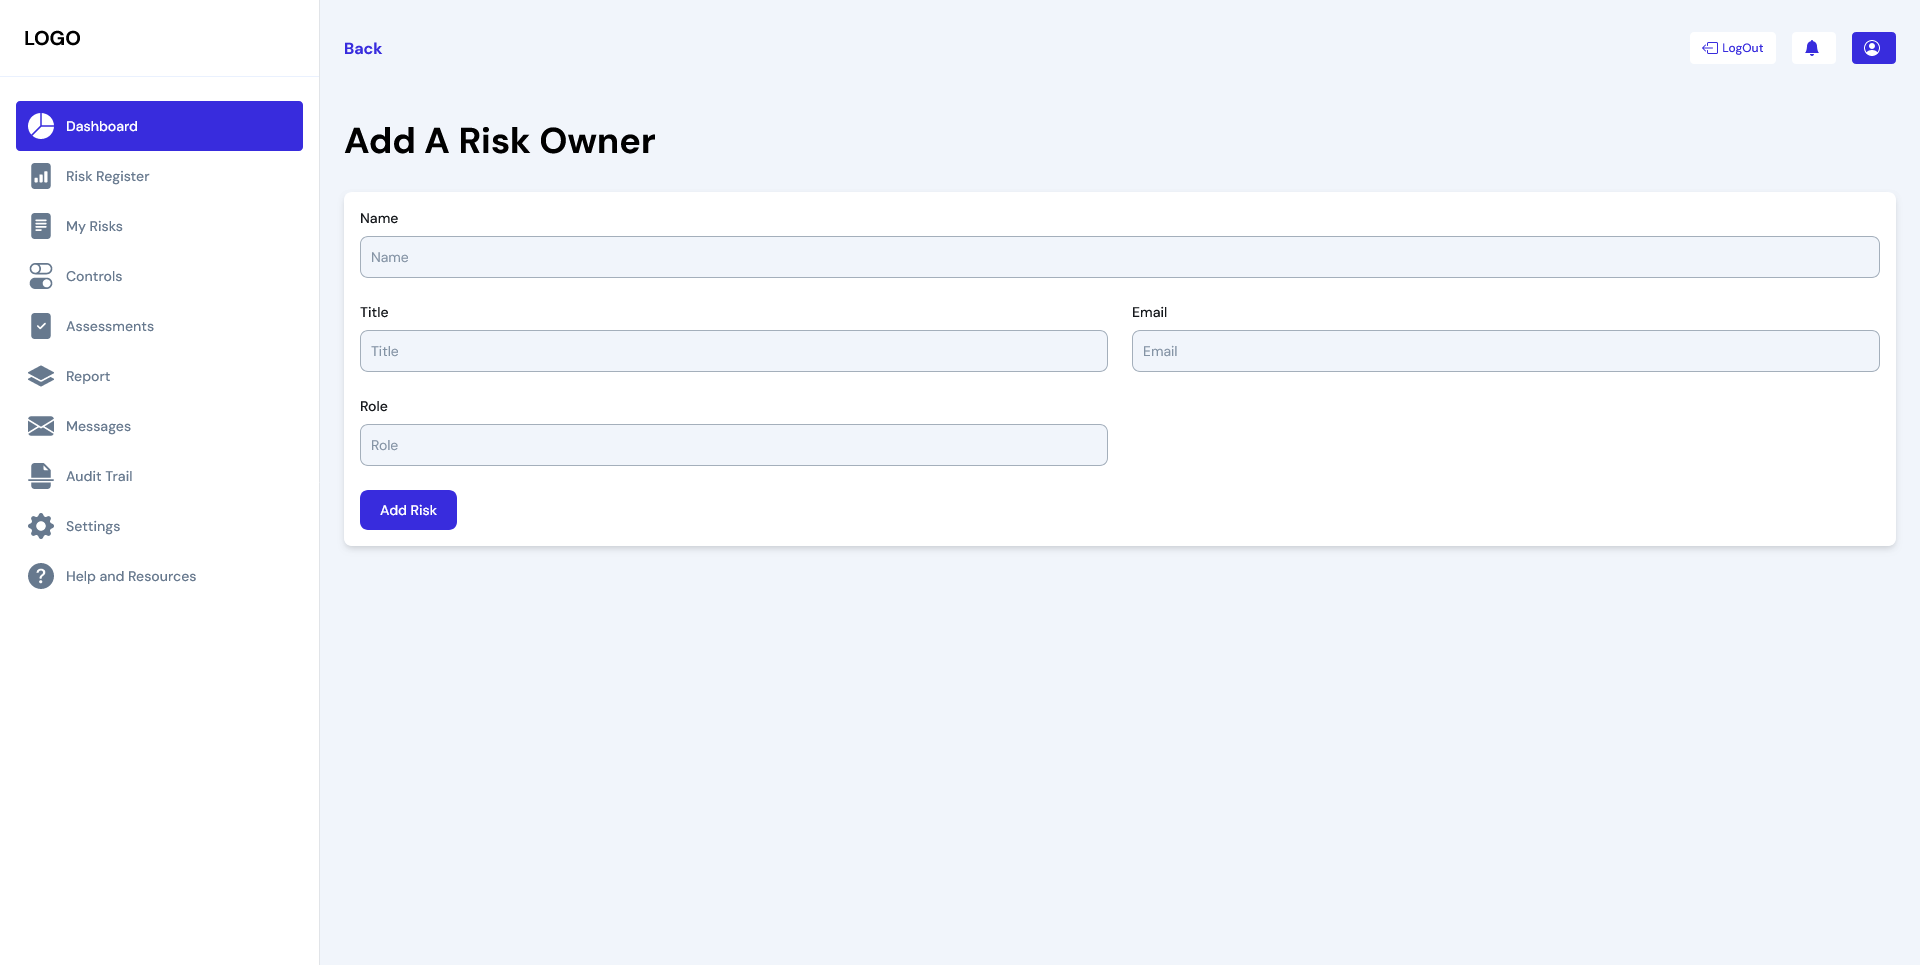 LOGO
Dashboard
Risk Register
My Risks
Controls
Assessments
Report
Messages
Audit Trail
Settings
Help and Resources
Back
LogOut
Add A Risk Owner
Name
Name
Title
Title
Email
Email
Role
Role
Add Risk